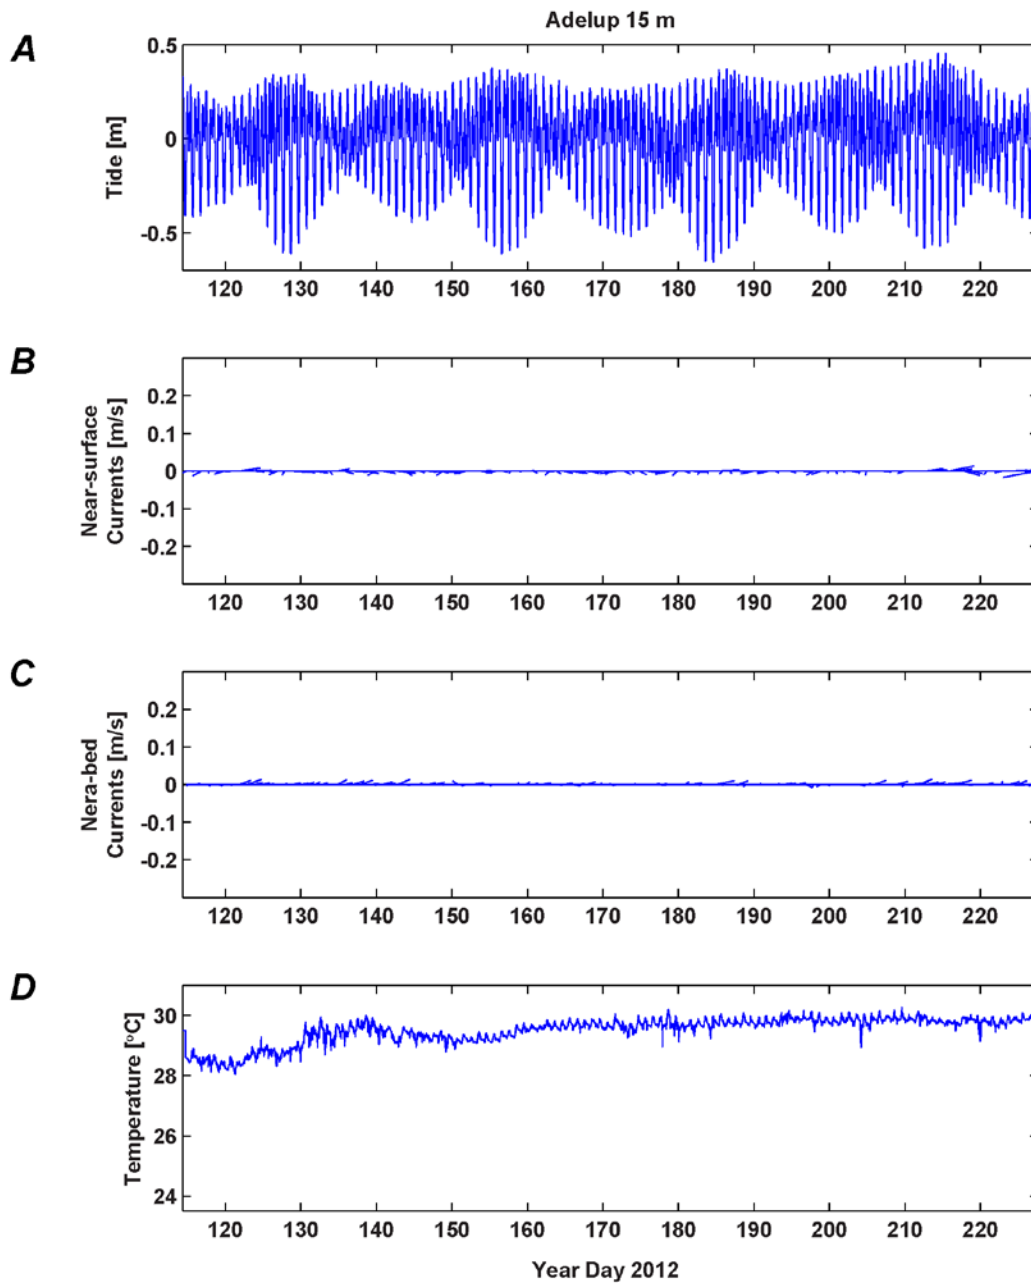 Adelup 15 m
A
Tide [m]
0.5
0
-0.5
120 130 140 150 160 170 180 190 200 210 220
B
Near-surface
Currents [m/s]
0.2
0.1
0
-0.1
-0.2
120 130 140 150 160 170 180 190 200 210 220
C
Nera-bed
Currents [m/s]
0.2
0.1
0
-0.1
-0.2
120 130 140 150 160 170 180 190 200 210 220
D
Temperature [°C]
30
28
26
24
120 130 140 150 160 170 180 190 200 210 220
Year Day 2012